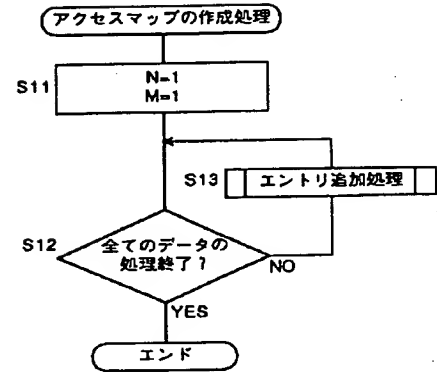 アクセスマップの作成処理
S11
N=1
M=1
S13
エントリ追加処理
S12
全てのデータの
処理終了?
NO
YES
エンド